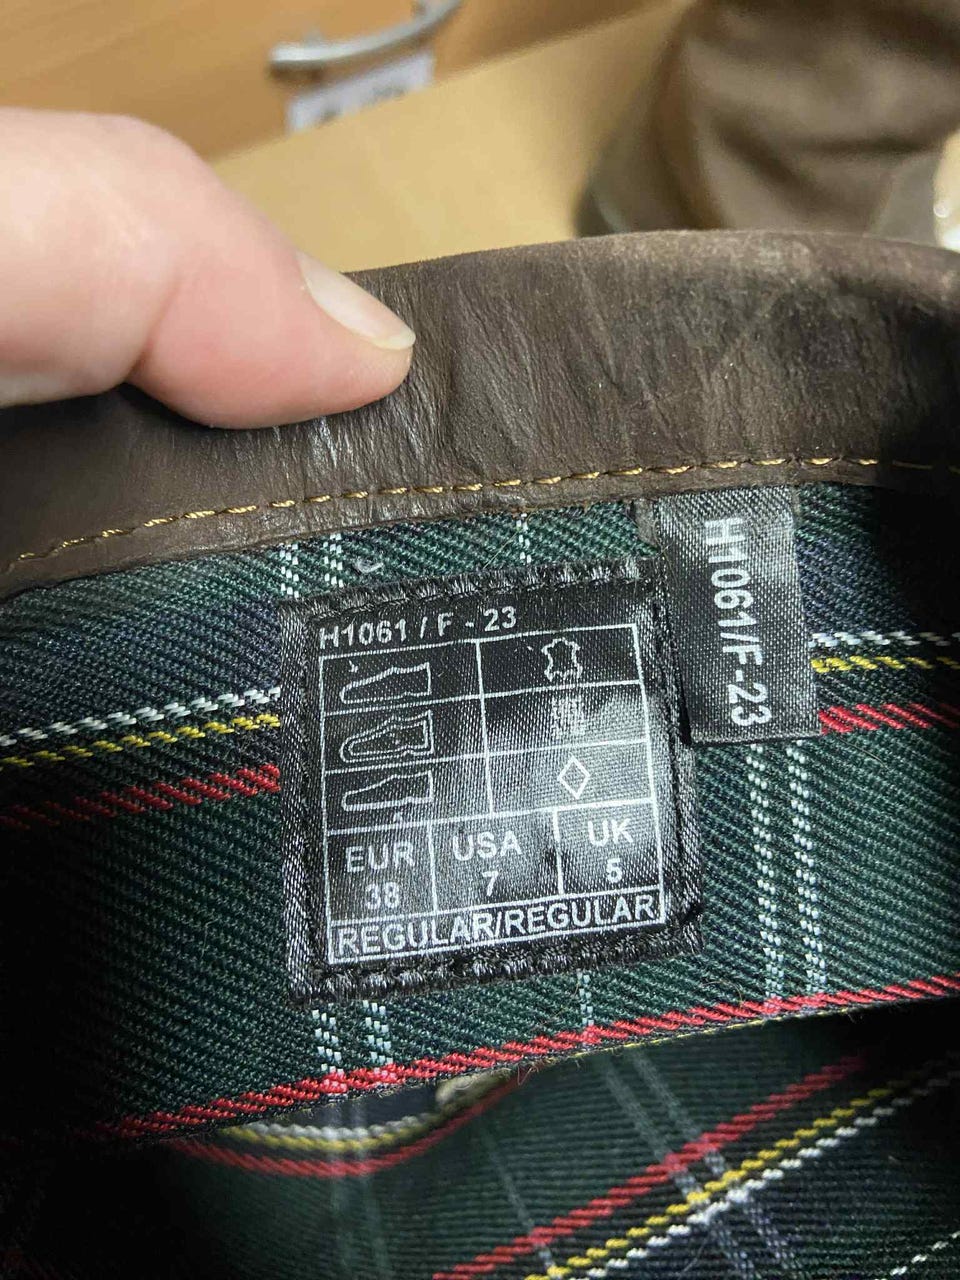 H1061 / F - 23
EUR
38
USA
7
UK
5
REGULAR/REGULAR
H1061/F-23